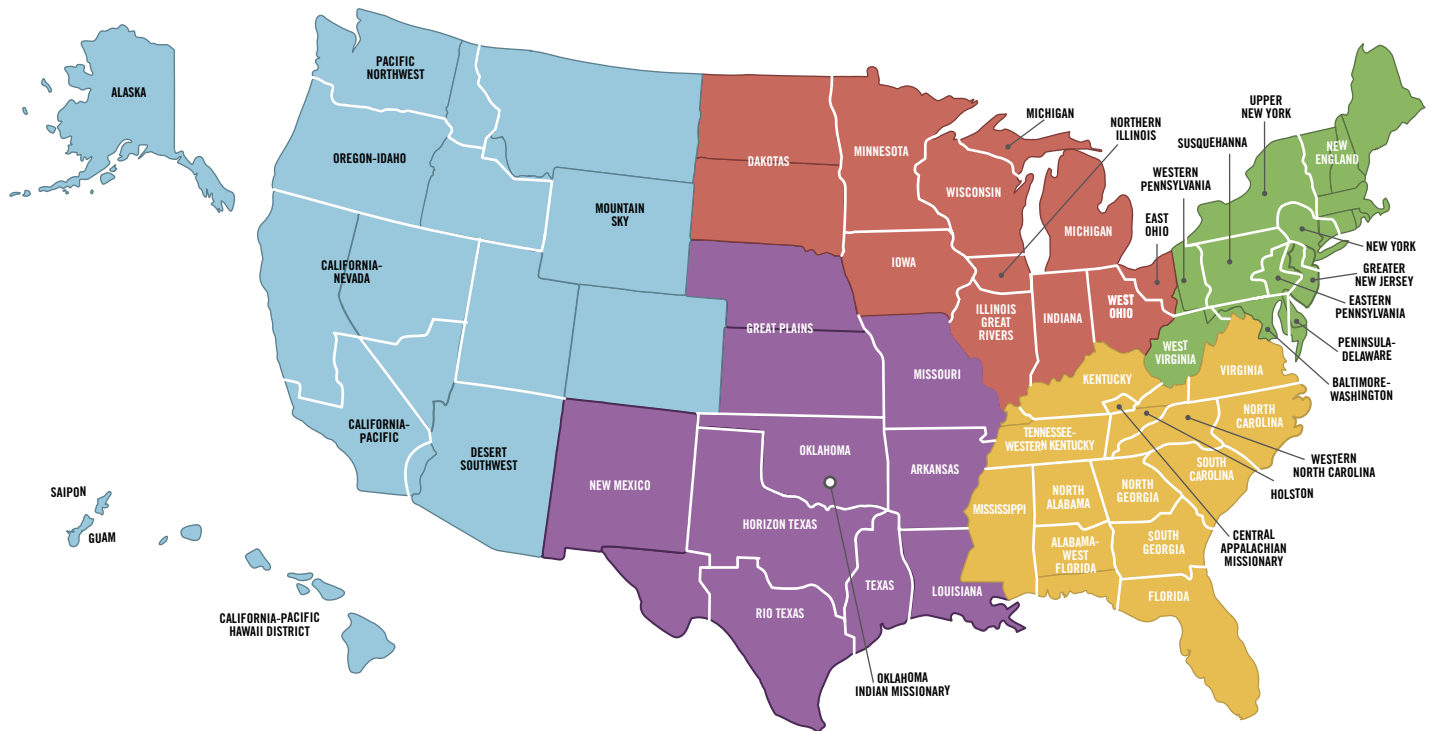 ALASKA
PACIFIC
NORTHWEST
OREGON-IDAHO
MOUNTAIN
SKY
CALIFORNIA-
NEVADA
CALIFORNIA-
PACIFIC
DESERT
SOUTHWEST
SAIPON
GUAM
CALIFORNIA-PACIFIC
HAWAII DISTRICT
DAKOTAS
MINNESOTA
WISCONSIN
MICHIGAN
NORTHERN
ILLINOIS
MICHIGAN
IOWA
ILLINOIS
GREAT
RIVERS
INDIANA
WEST
OHIO
EAST
OHIO
GREAT PLAINS
MISSOURI
NEW MEXICO
OKLAHOMA
ARKANSAS
HORIZON TEXAS
TEXAS
LOUISIANA
RIO TEXAS
OKLAHOMA
INDIAN MISSIONARY
UPPER
NEW YORK
SUSQUEHANNA
WESTERN
PENNSYLVANIA
NEW
ENGLAND
NEW YORK
GREATER
NEW JERSEY
EASTERN
PENNSYLVANIA
PENINSULA-
DELAWARE
BALTIMORE-
WASHINGTON
WEST
VIRGINIA
VIRGINIA
KENTUCKY
NORTH
CAROLINA
TENNESSEE-
WESTERN KENTUCKY
WESTERN
NORTH CAROLINA
HOLSTON
SOUTH
CAROLINA
CENTRAL
APPALACHIAN
MISSIONARY
MISSISSIPPI
NORTH
ALABAMA
NORTH
GEORGIA
ALABAMA-
WEST
FLORIDA
SOUTH
GEORGIA
FLORIDA